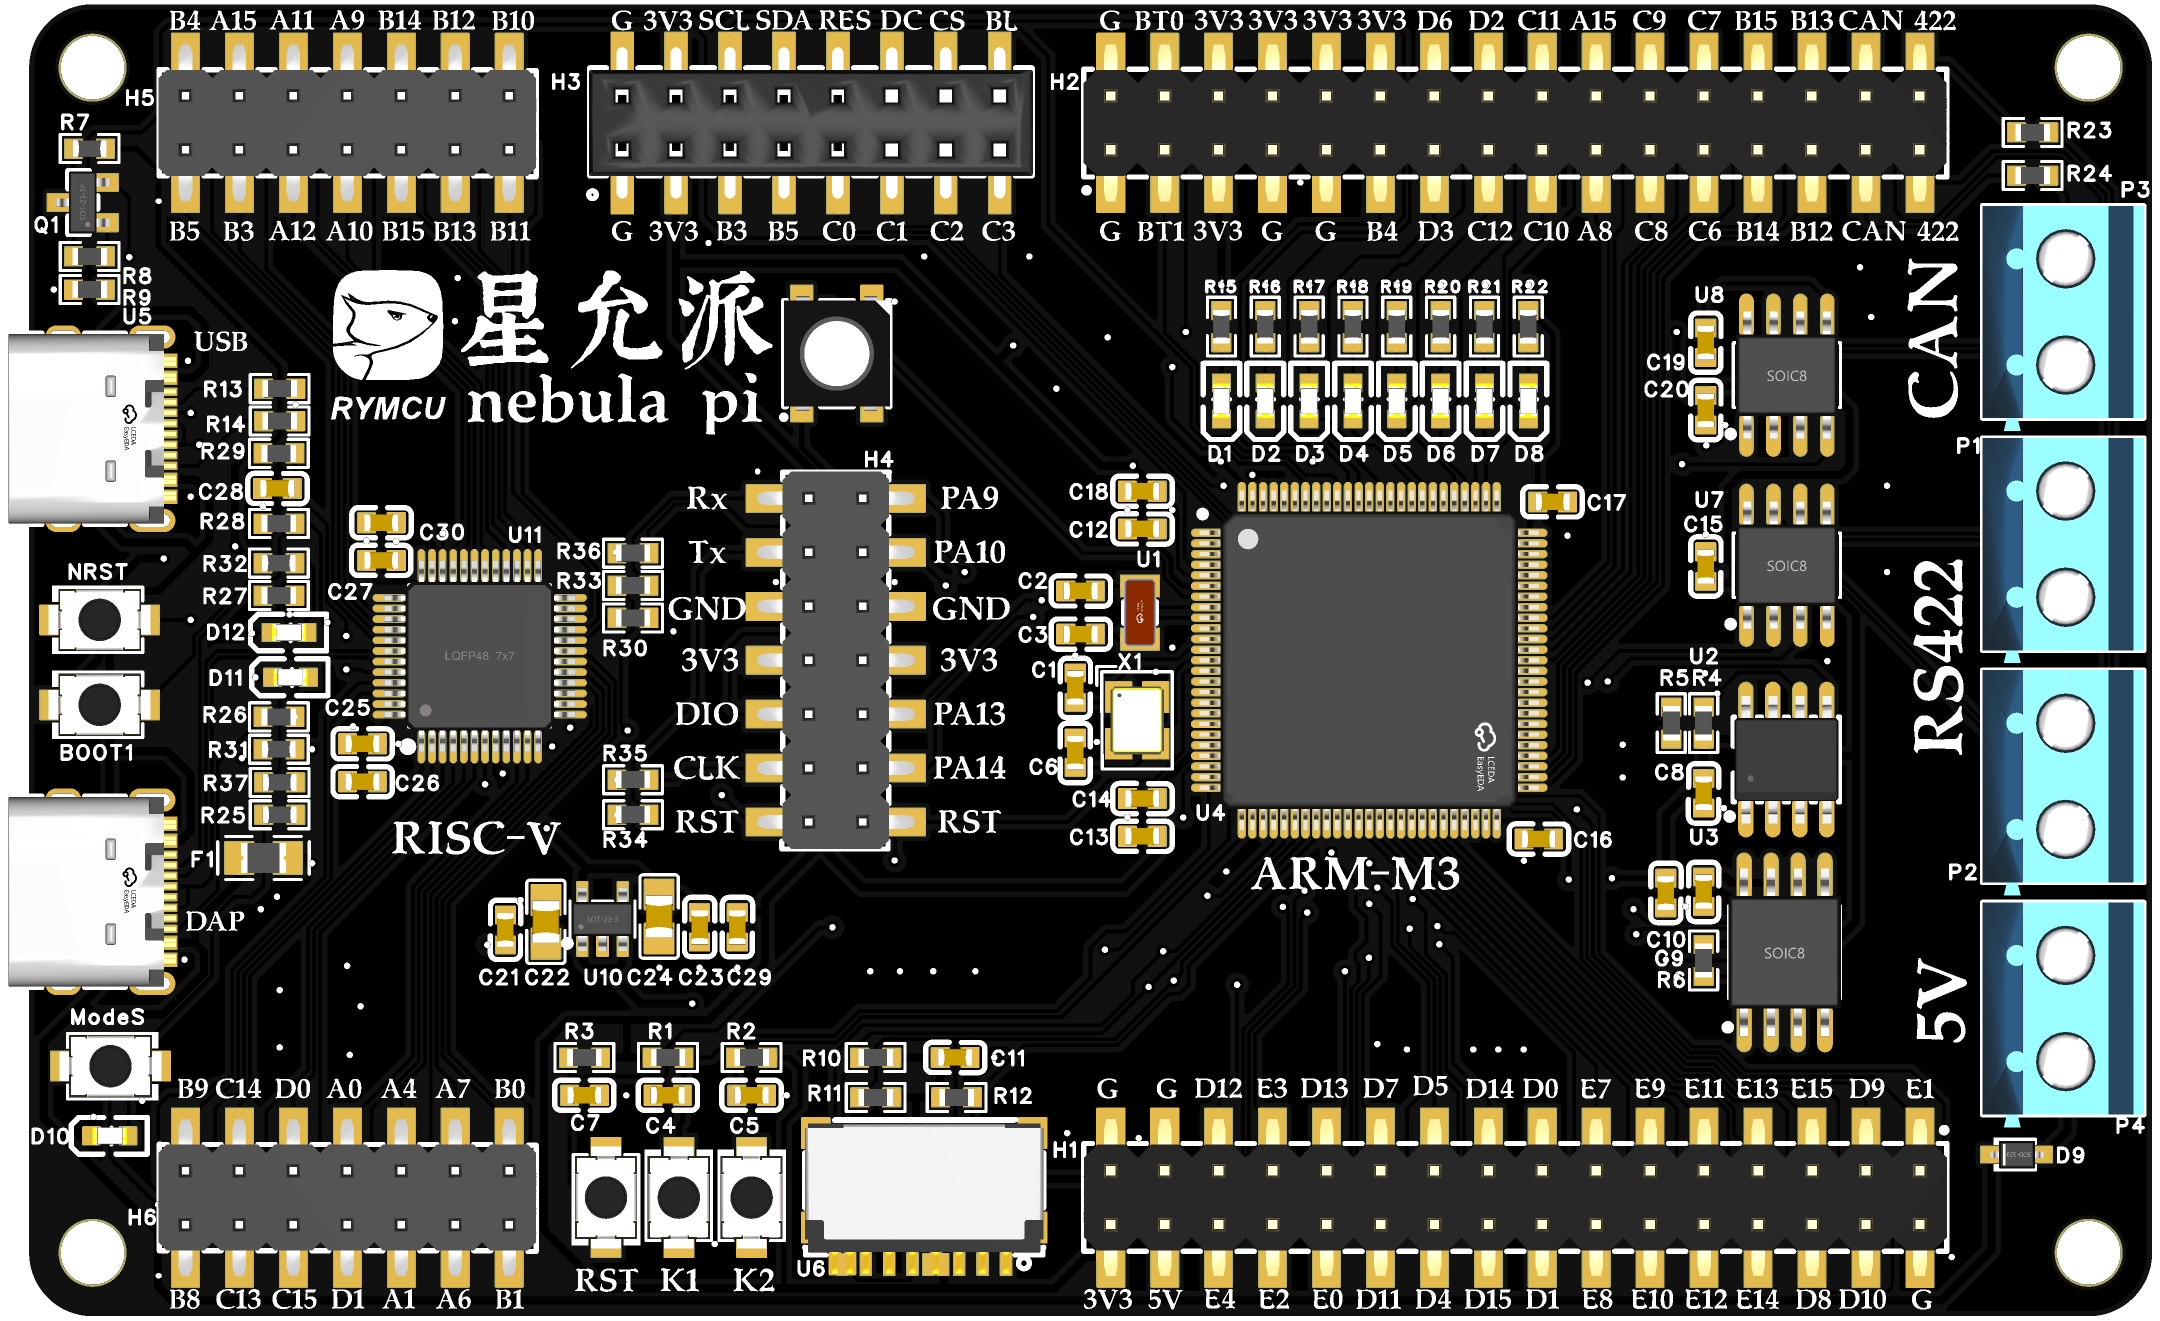 B4 A15 A11 A9 B14 B12 B10
G 3V3 SCL SDA RES DC CS BL
G BT0 3V3 3V3 3V3 3V3 D6 D2 C11 A15 C9 C7 B15 B13 CAN 422
H5
H3
H2
R7
R23
R24
P3
Q1
B5 B3 A12 A10 B15 B13 B11
G 3V3 B3 B5 C0 C1 C2 C3
G BT1 3V3 G G B4 D3 C12 C10 A8 C8 C6 B14 B12 CAN 422
R8
R9
U5
USB
星允派
RYMCU
nebula pi
R15 R16 R17 R18 R19 R20 R21 R22
D1 D2 D3 D4 D5 D6 D7 D8
U8
C19
C20
SOIC8
CAN
P1
R13
R14
R29
C28
R28
R32
R27
D12
D11
R26
R31
R37
R25
F1
LCEDA
EasyEDA
NRST
BOOT1
C30
U11
C27
LQFP48 7x7
C25
C26
RISC-V
R36
R33
R30
R35
R34
H4
Rx PA9
Tx PA10
GND GND
3V3 3V3
DIO PA13
CLK PA14
RST RST
C18
C12
U1
C2
C3
C1
X1
C6
C14
C13
U4
C17
C16
LCEDA
EasyEDA
ARM-M3
U7
C15
SOIC8
RS422
U2
R5 R4
C8
U3
P2
C10
G9
R6
SOIC8
5V
P4
D9
LCEDA
EasyEDA
DAP
SOT-23-5
C21 C22 U10 C24 C23 C29
ModeS
D10
R3 R1 R2
C7 C4 C5
R10
R11
C11
R12
H1
U6
RST K1 K2
B9 C14 D0 A0 A4 A7 B0
H6
B8 C13 C15 D1 A1 A6 B1
G G D12 E3 D13 D7 D5 D14 D0 E7 E9 E11 E13 E15 D9 E1
3V3 5V E4 E2 E0 D11 D4 D15 D1 E8 E10 E12 E14 D8 D10 G